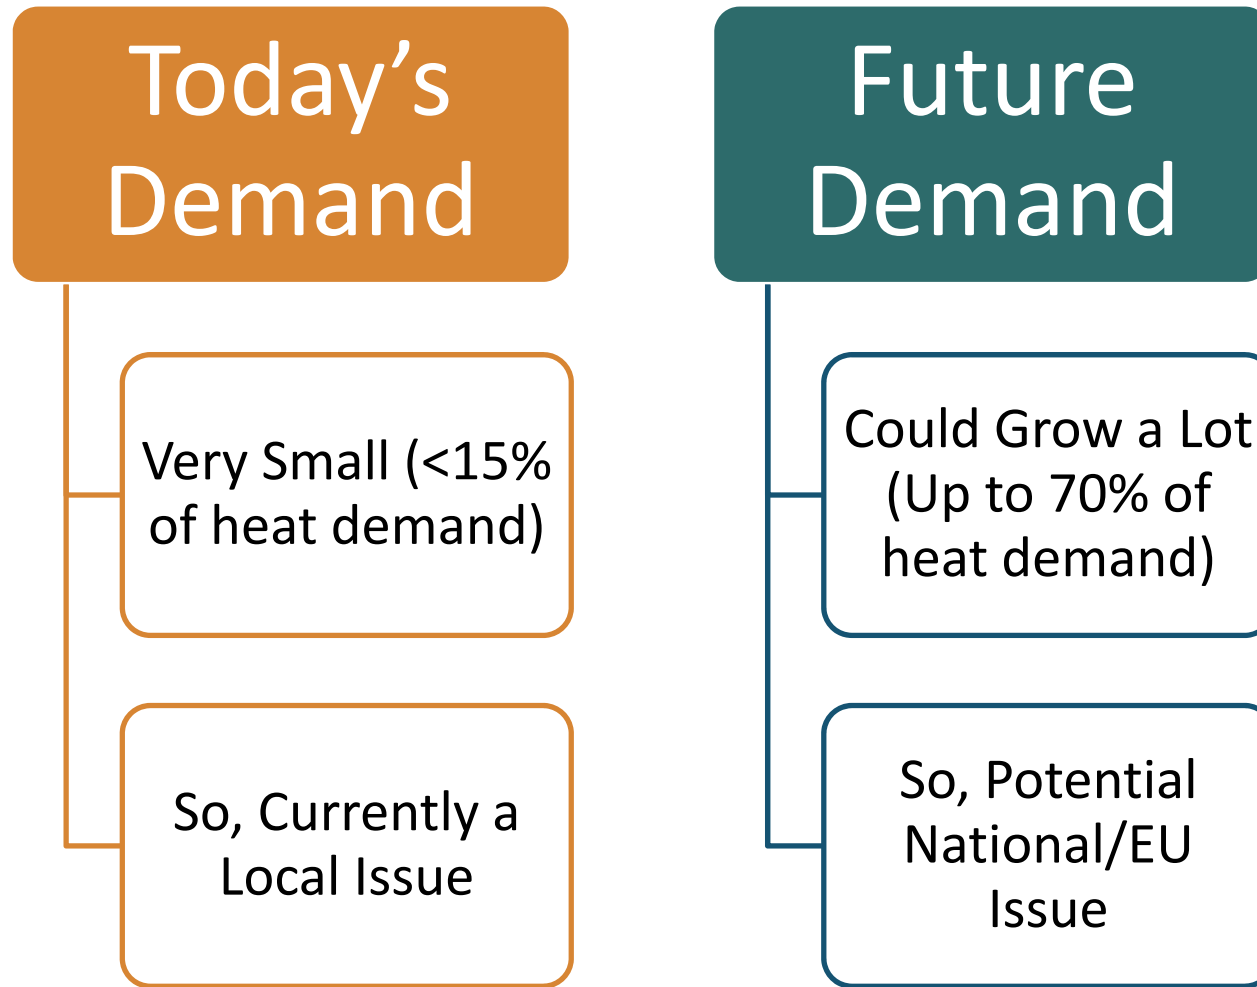 Today’s
Demand
Very Small (<15%
of heat demand)
So, Currently a
Local Issue
Future
Demand
Could Grow a Lot
(Up to 70% of
heat demand)
So, Potential
National/EU
Issue